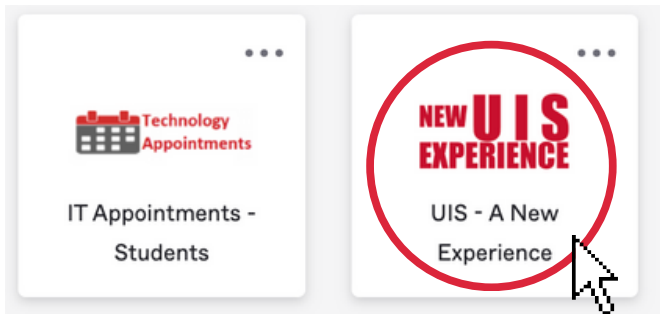 Technology
Appointments
IT Appointments -
Students
NEW UIS
EXPERIENCE
UIS - A New
Experience